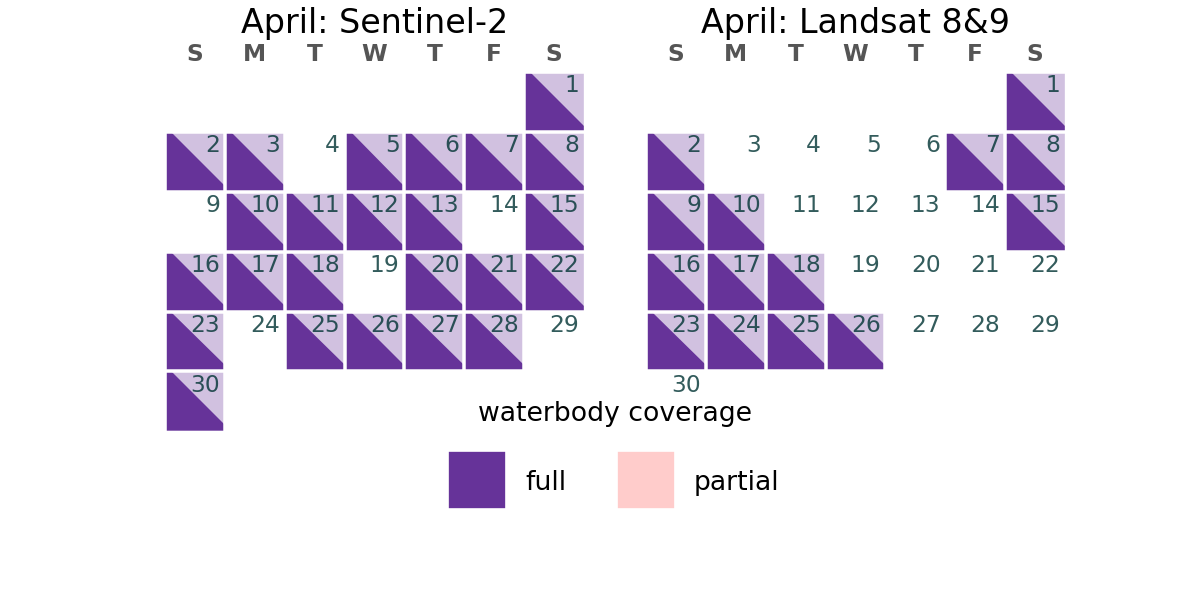 April: Sentinel-2
S M T W T F S
1
2 3 4 5 6 7 8
9 10 11 12 13 14 15
16 17 18 19 20 21 22
23 24 25 26 27 28 29
30
April: Landsat 8&9
S M T W T F S
1
2 3 4 5 6 7 8
9 10 11 12 13 14 15
16 17 18 19 20 21 22
23 24 25 26 27 28 29
30
waterbody coverage
full partial